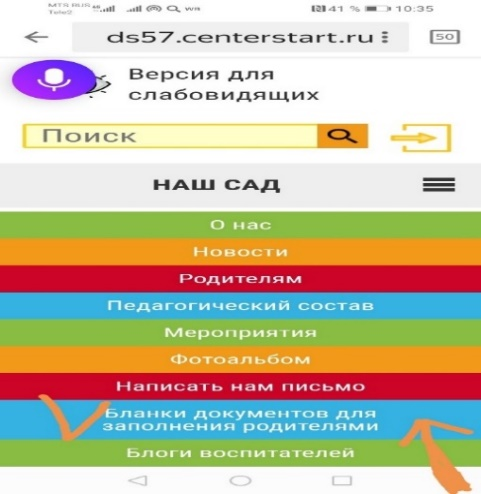 MTS RUS
Tele2
WR
41 % 10:35
ds57.centerstart.ru
50
Версия для
слабовидящих
Поиск
НАШ САД
О нас
Новости
Родителям
Педагогический состав
Мероприятия
Фотоальбом
Написать нам письмо
Бланки документов для
заполнения родителями
Блоги воспитателей